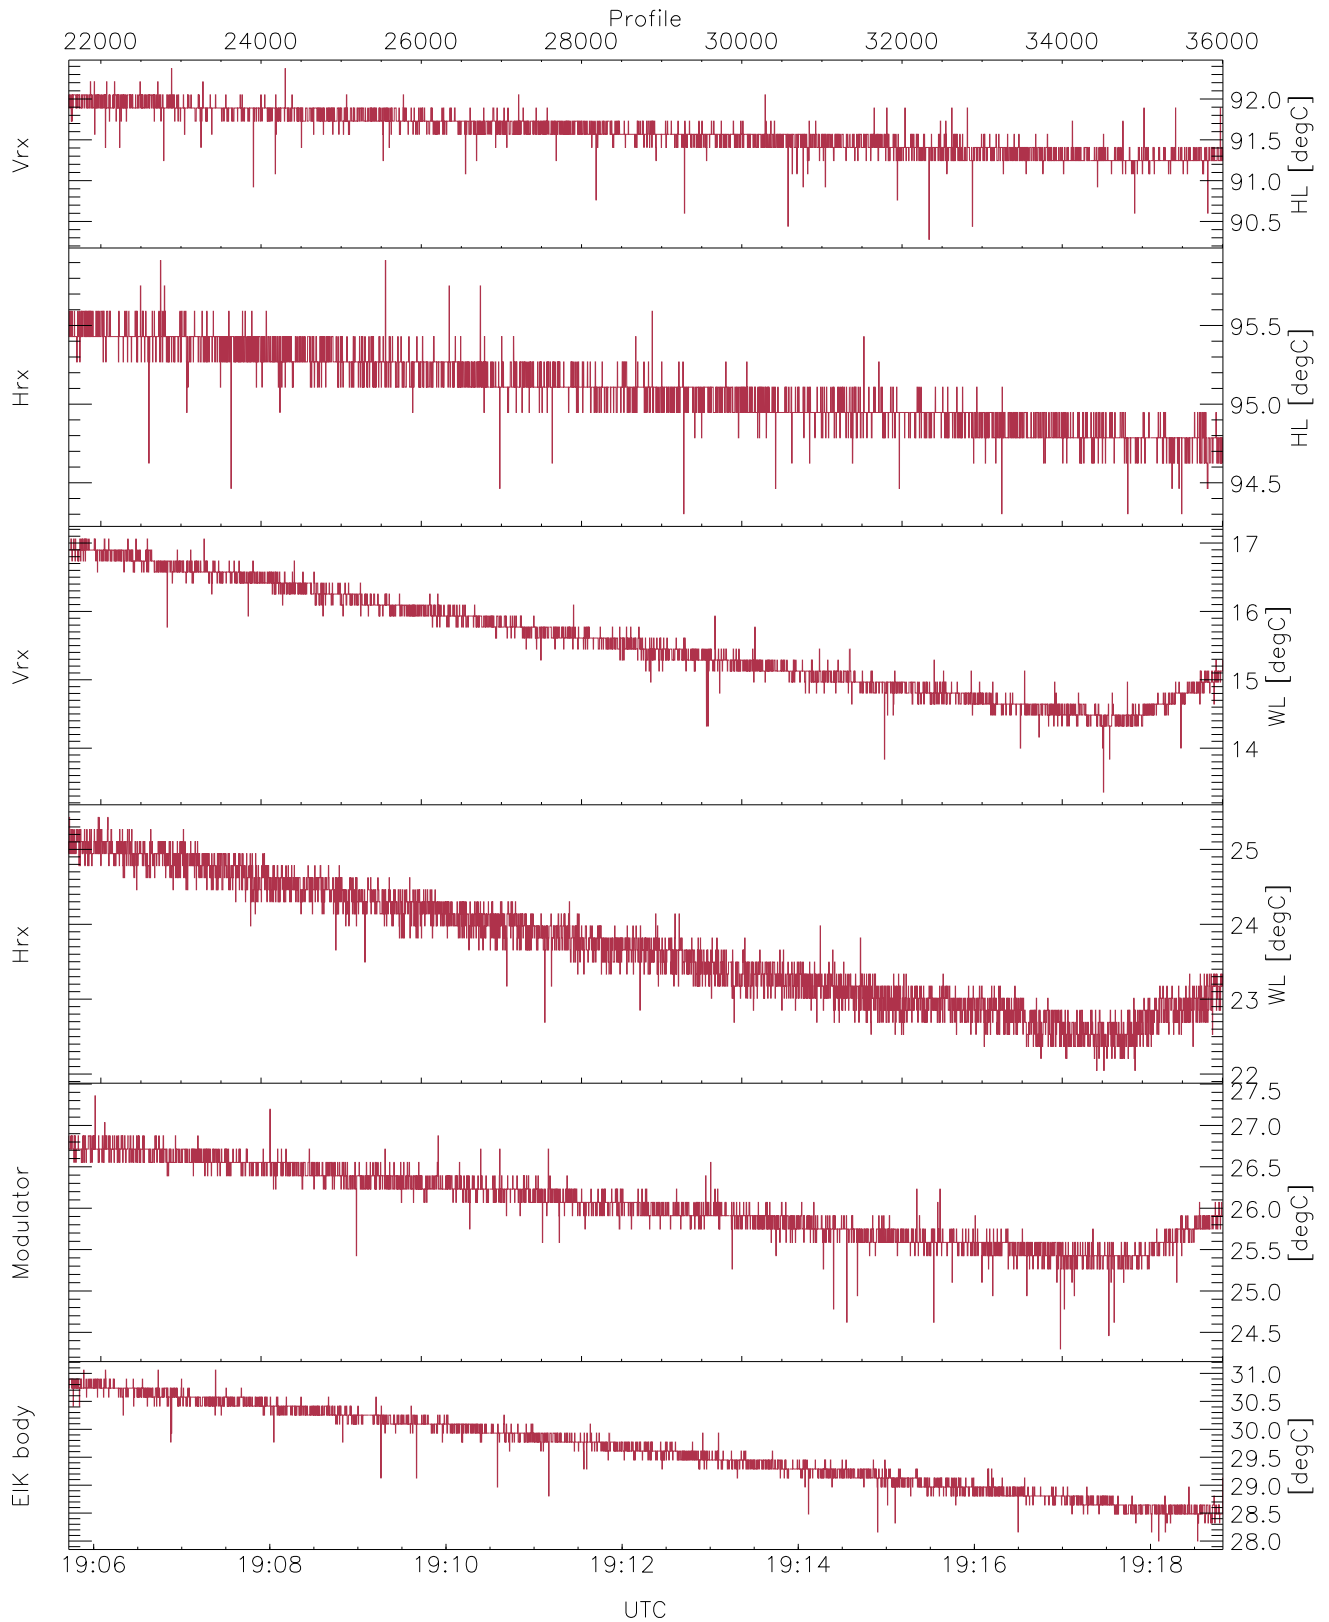 Profile
22000 24000 26000 28000 30000 32000 34000 36000
Vrx
92.0
91.5
91.0
90.5
HL [degC]
Hrx
95.5
95.0
94.5
HL [degC]
Vrx
17
16
15
14
WL [degC]
Hrx
25
24
23
22
WL [degC]
Modulator
27.5
27.0
26.5
26.0
25.5
25.0
24.5
[degC]
EIK body
31.0
30.5
30.0
29.5
29.0
28.5
28.0
[degC]
19:06 19:08 19:10 19:12 19:14 19:16 19:18
UTC